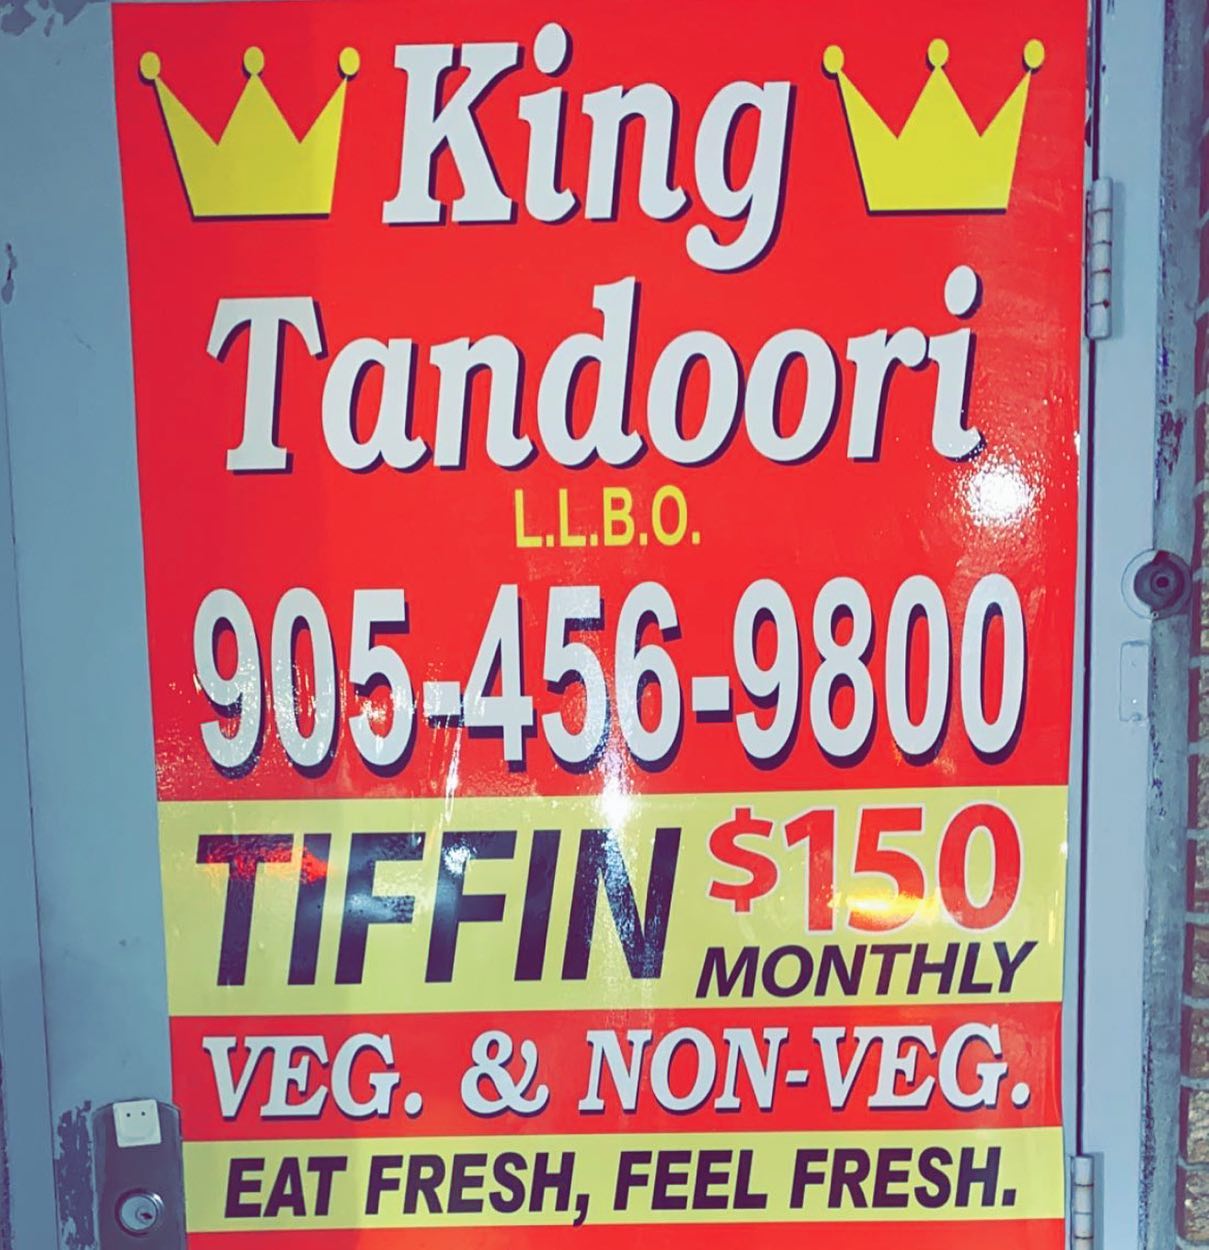 King
Tandoori
L.L.B.O.
905-456-9800
TIFFIN $150
MONTHLY
VEG. & NON-VEG.
EAT FRESH, FEEL FRESH.